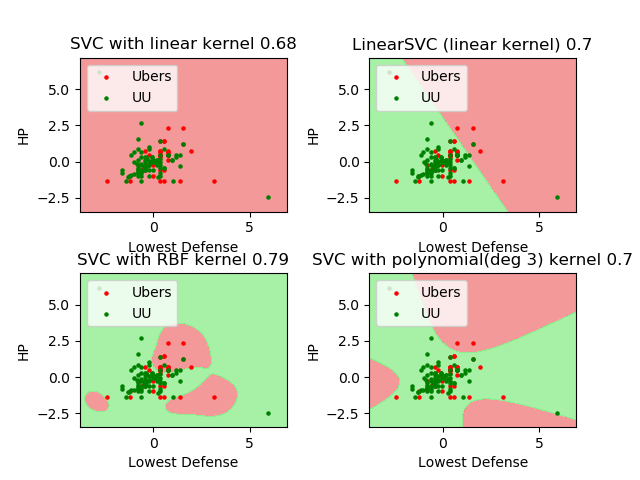 SVC with linear kernel 0.68
Ubers
UU
HP
5.0
2.5
0.0
−2.5
0
5
Lowest Defense
LinearSVC (linear kernel) 0.7
Ubers
UU
HP
5.0
2.5
0.0
−2.5
0
5
Lowest Defense
SVC with RBF kernel 0.79
Ubers
UU
HP
5.0
2.5
0.0
−2.5
0
5
Lowest Defense
SVC with polynomial(deg 3) kernel 0.7
Ubers
UU
HP
5.0
2.5
0.0
−2.5
0
5
Lowest Defense